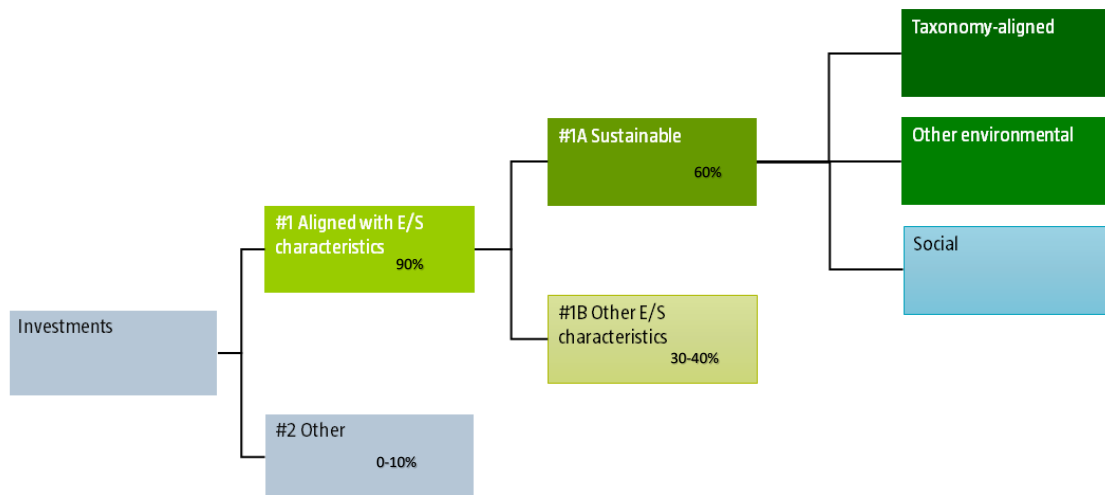 Taxonomy-aligned
Other environmental
Social
#1A Sustainable
60%
#1B Other E/S
characteristics
30-40%
#1 Aligned with E/S
characteristics
90%
#2 Other
0-10%
Investments